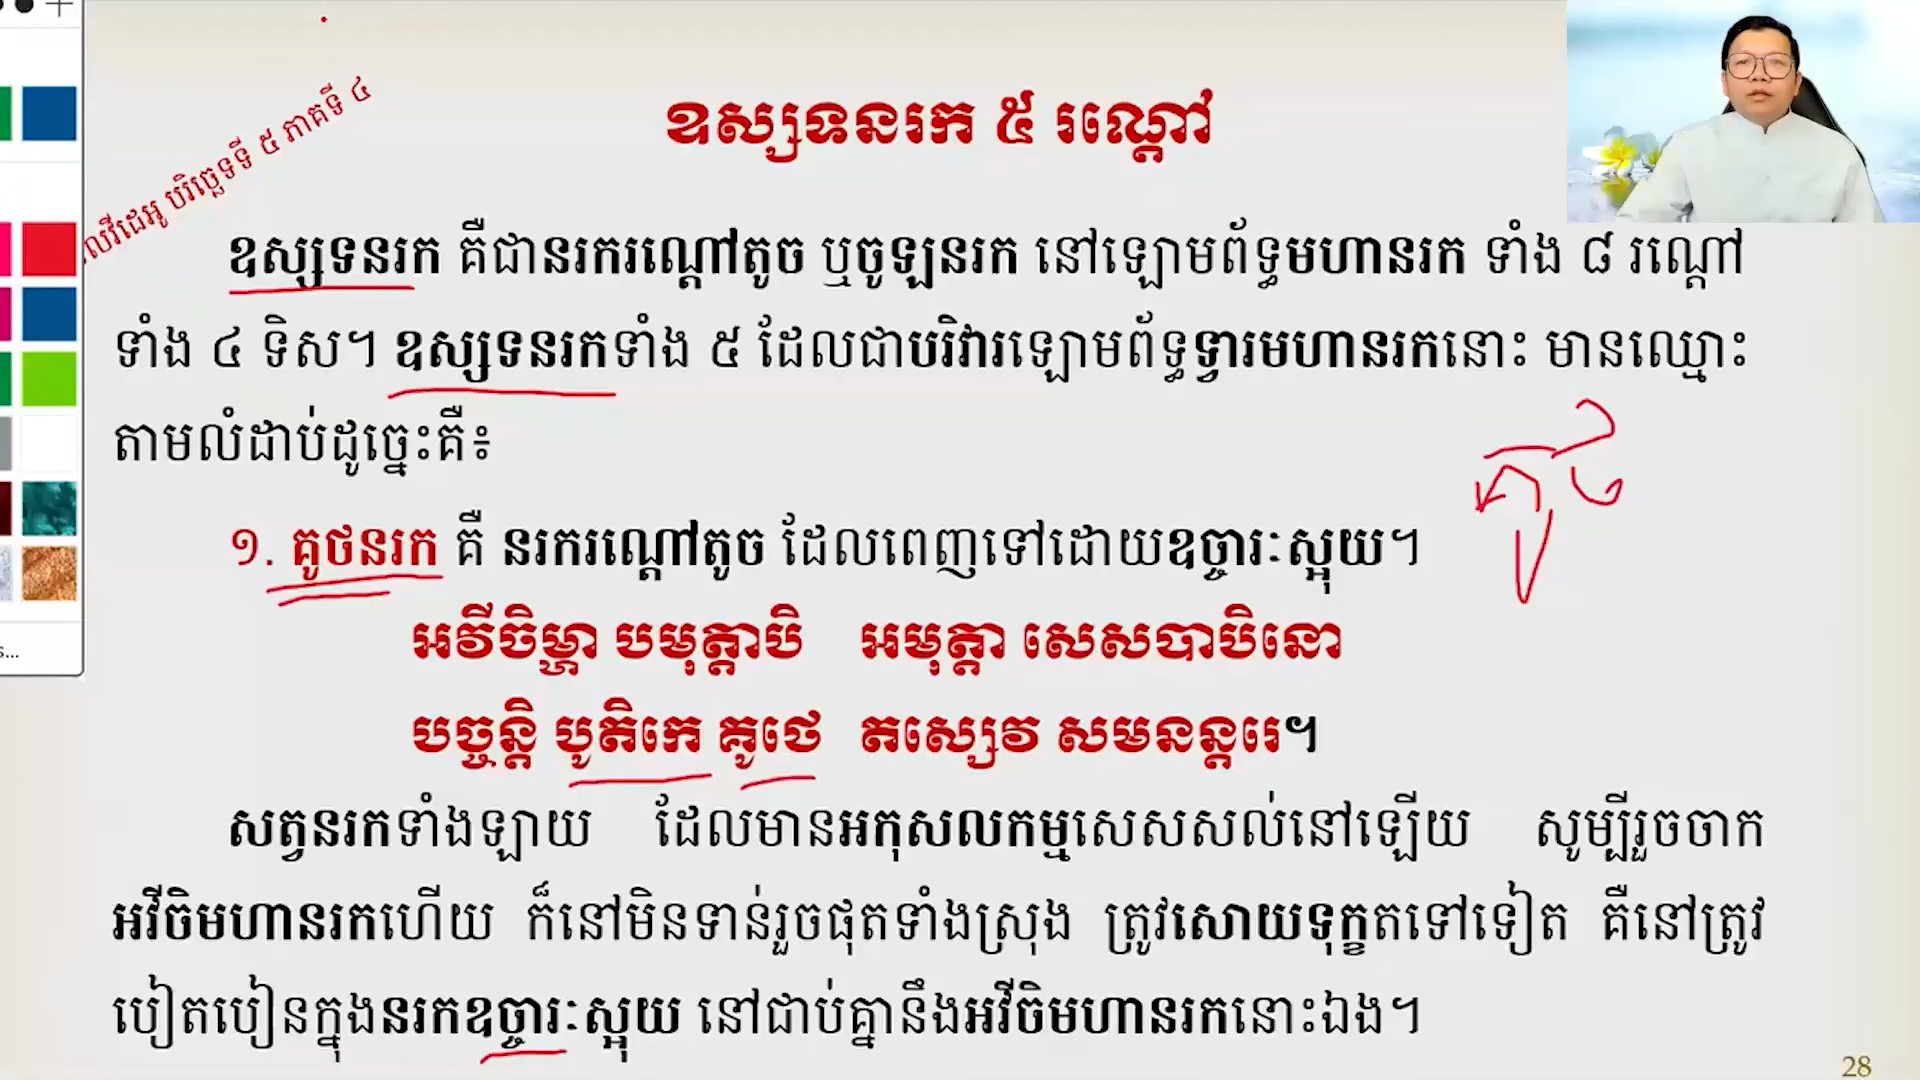 ឧស្សទនរក ៥ រណ្តៅ
លវីដេអូ បរិច្ឆេទទី ៥ ភាគទី ៤
ឧស្សទនរក គឺជានរករណ្តៅតូច ឬចូឡនរក នៅឡោមព័ទ្ធមហានរក ទាំង ៨ រណ្តៅ
ទាំង ៤ ទិស។ ឧស្សទនរកទាំង ៥ ដែលជាបរិវារឡោមព័ទ្ធទ្វារមហានរកនោះ មានឈ្មោះ
តាមលំដាប់ដូច្នេះគឺ៖
១. គូថនរក គឺ នរករណ្តៅតូច ដែលពេញទៅដោយឧច្ចារៈស្អុយ។
អវីចិម្ហា បមុត្តាបិ អមុត្តា សេសបាបិនោ
បច្ចន្តិ បូតិកេ គូថេ តស្សេវ សមនន្តរេ។
សត្វនរកទាំងឡាយ ដែលមានអកុសលកម្មសេសសល់នៅឡើយ សូម្បីរួចចាក
អវីចិមហានរកហើយ ក៏នៅមិនទាន់រួចផុតទាំងស្រុង ត្រូវសោយទុក្ខតទៅទៀត គឺនៅត្រូវ
បៀតបៀនក្នុងនរកឧច្ចារៈស្អុយ នៅជាប់គ្នានឹងអវីចិមហានរកនោះឯង។
28